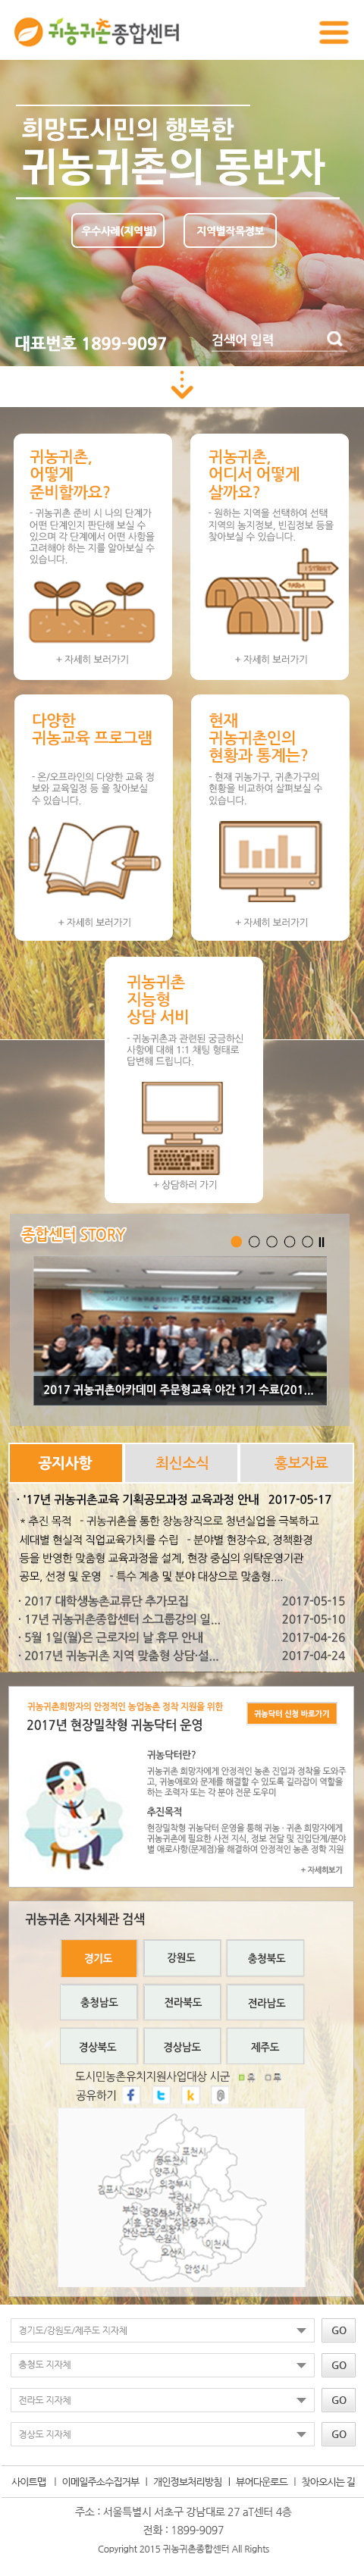 귀농귀촌종합센터
희망도시민의 행복한
귀농귀촌의 동반자
우수사례(지역별) 지역별작목정보
대표번호 1899-9097 검색어 입력
귀농귀촌,
어떻게
준비할까요?
- 귀농귀촌 준비 시 나의 단계가
어떤 단계인지 판단해 보실 수
있으며 각 단계에서 어떤 사항을
고려해야 하는 지를 알아보실 수
있습니다.
+ 자세히 보러가기
귀농귀촌,
어디서 어떻게
살까요?
- 원하는 지역을 선택하여 선택
지역의 농지정보, 빈집정보 등을
찾아보실 수 있습니다.
+ 자세히 보러가기
다양한
귀농교육 프로그램
- 온/오프라인의 다양한 교육 정
보와 교육일정 등 을 찾아보실
수 있습니다.
+ 자세히 보러가기
현재
귀농귀촌인의
현황과 통계는?
- 현재 귀농가구, 귀촌가구의
현황을 비교하여 살펴보실 수
있습니다.
+ 자세히 보러가기
귀농귀촌
지능형
상담 서비
- 귀농귀촌과 관련된 궁금하신
사항에 대해 1:1 채팅 형태로
답변해 드립니다.
+ 상담하러 가기
종합센터 STORY
2017 귀농귀촌아카데미 주문형교육 야간 1기 수료(201...
공지사항 최신소식 홍보자료
· '17년 귀농귀촌교육 기획공모과정 교육과정 안내 2017-05-17
* 추진 목적 - 귀농귀촌을 통한 창농창직으로 청년실업을 극복하고
세대별 현실적 직업교육가치를 수립 - 분야별 현장수요, 정책환경
등을 반영한 맞춤형 교육과정을 설계, 현장 중심의 위탁운영기관
공모, 선정 및 운영 - 특수 계층 및 분야 대상으로 맞춤형....
· 2017 대학생농촌교류단 추가모집 2017-05-15
· 17년 귀농귀촌종합센터 소그룹강의 일... 2017-05-10
· 5월 1일(월)은 근로자의 날 휴무 안내 2017-04-26
· 2017년 귀농귀촌 지역 맞춤형 상담·설... 2017-04-24
귀농귀촌희망자의 안정적인 농업농촌 정착 지원을 위한
2017년 현장밀착형 귀농닥터 운영
귀농닥터 신청 바로가기
귀농닥터란?
귀농귀촌 희망자에게 안정적인 농촌 진입과 정착을 도와주
고, 귀농애로와 문제를 해결할 수 있도록 길라잡이 역할을
하는 조력자 또는 각 분야 전문 도우미
추진목적
현장밀착형 귀농닥터 운영을 통해 귀농 · 귀촌 희망자에게
귀농귀촌에 필요한 사전 지식, 정보 전달 및 진입단계/분야
별 애로사항(문제점)을 해결하여 안정적인 농촌 정착 지원
+ 자세히보기
귀농귀촌 지자체관 검색
경기도 강원도 충청북도
충청남도 전라북도 전라남도
경상북도 경상남도 제주도
도시민농촌유치지원사업대상 시군 유 무
공유하기
포천시
동두천시
양주시
의정부시
김포시 고양시
구리시
하남시
부천 광명시
성남광주시
안산군포
수원시
이천시
오산시
안성시
경기도/강원도/제주도 지자체 GO
충청도 지자체 GO
전라도 지자체 GO
경상도 지자체 GO
사이트맵 | 이메일주소수집거부 | 개인정보처리방침 | 뷰어다운로드 | 찾아오시는 길
주소 : 서울특별시 서초구 강남대로 27 aT센터 4층
전화 : 1899-9097
Copyright 2015 귀농귀촌종합센터 All Rights